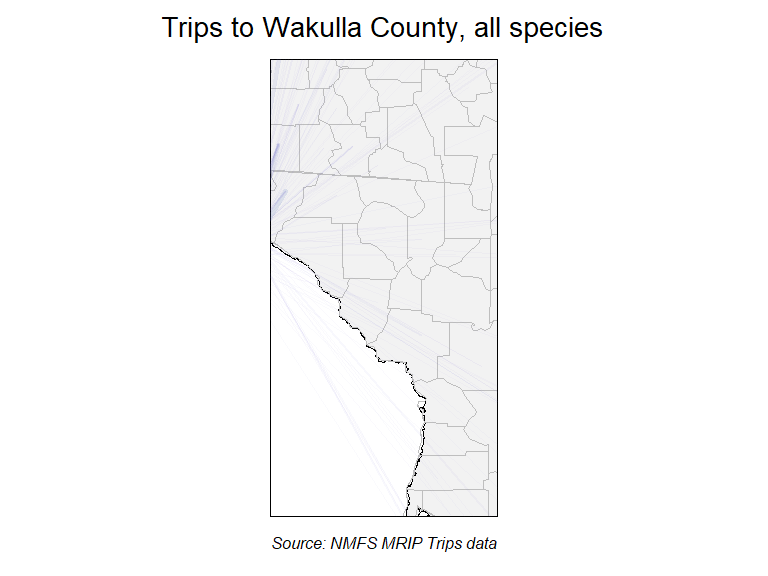 Trips to Wakulla County, all species
Source: NMFS MRIP Trips data